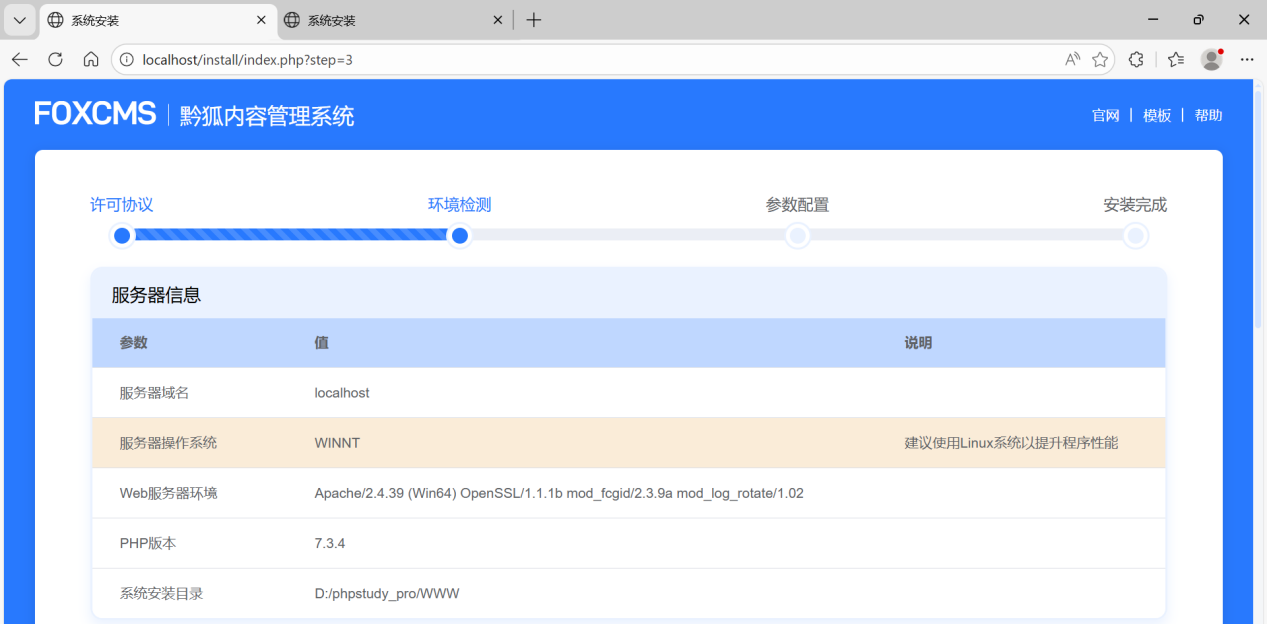 系统安装 系统安装
localhost/install/index.php?step=3
FOXCMS 黔狐内容管理系统 官网 模板 帮助
许可协议 环境检测 参数配置 安装完成
服务器信息
参数 值 说明
服务器域名 localhost
服务器操作系统 WINNT 建议使用Linux系统以提升程序性能
Web服务器环境 Apache/2.4.39 (Win64) OpenSSL/1.1.1b mod_fcgid/2.3.9a mod_log_rotate/1.02
PHP版本 7.3.4
系统安装目录 D:/phpstudy_pro/WWW